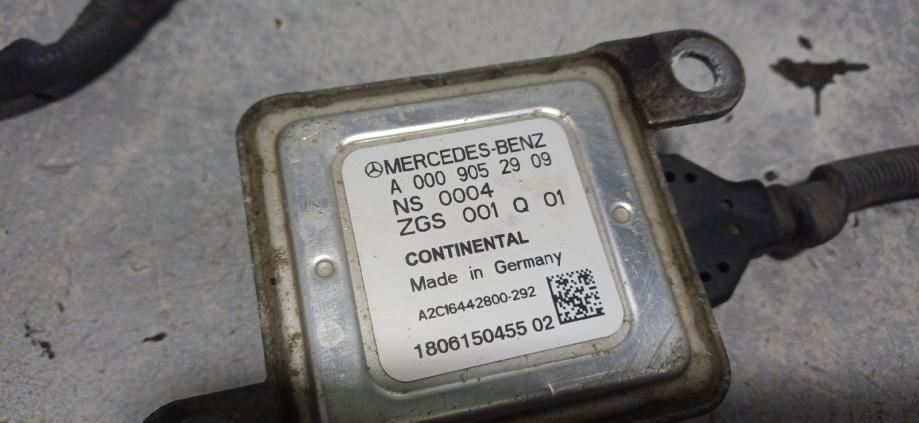 MERCEDES-BENZ
A 000 905 29 09
NS 0004
ZGS 001 Q 01
CONTINENTAL
Made in Germany
A2C16442800-292
1806150455 02